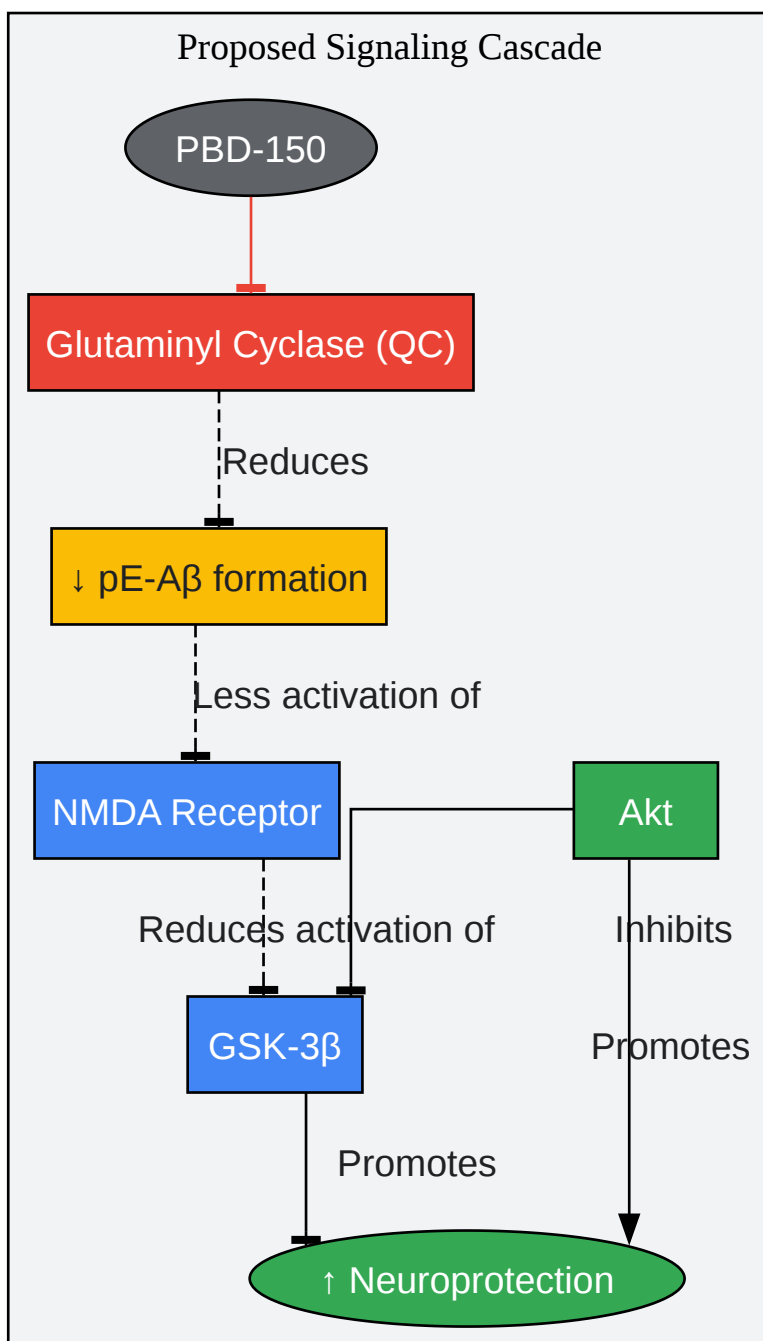 Proposed Signaling Cascade
PBD-150
Glutaminyl Cyclase (QC)
Reduces
↓ pE-Aβ formation
Less activation of
NMDA Receptor
Akt
Reduces activation of
Inhibits
GSK-3β
Promotes
Promotes
↑ Neuroprotection